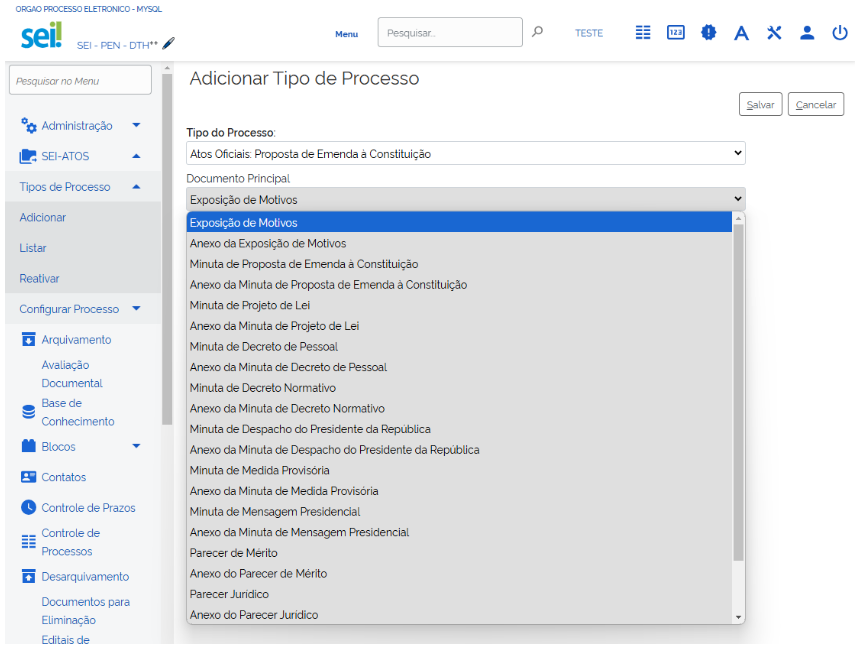 ORGAO PROCESSO ELETRONICO - MYSQL
sei!
SEI - PEN - DTH**
Menu
Pesquisar...
TESTE
123
A
Pesquisar no Menu
Administração
SEI-ATOS
Tipos de Processo
Adicionar
Listar
Reativar
Configurar Processo
Arquivamento
Avaliação
Documental
Base de
Conhecimento
Blocos
Contatos
Controle de Prazos
Controle de
Processos
Desarquivamento
Documentos para
Eliminação
Editais de
Adicionar Tipo de Processo
Salvar
Cancelar
Tipo do Processo:
Atos Oficiais: Proposta de Emenda à Constituição
Documento Principal
Exposição de Motivos
Exposição de Motivos
Anexo da Exposição de Motivos
Minuta de Proposta de Emenda à Constituição
Anexo da Minuta de Proposta de Emenda à Constituição
Minuta de Projeto de Lei
Anexo da Minuta de Projeto de Lei
Minuta de Decreto de Pessoal
Anexo da Minuta de Decreto de Pessoal
Minuta de Decreto Normativo
Anexo da Minuta de Decreto Normativo
Minuta de Despacho do Presidente da República
Anexo da Minuta de Despacho do Presidente da República
Minuta de Medida Provisória
Anexo da Minuta de Medida Provisória
Minuta de Mensagem Presidencial
Anexo da Minuta de Mensagem Presidencial
Parecer de Mérito
Anexo do Parecer de Mérito
Parecer Jurídico
Anexo do Parecer Jurídico